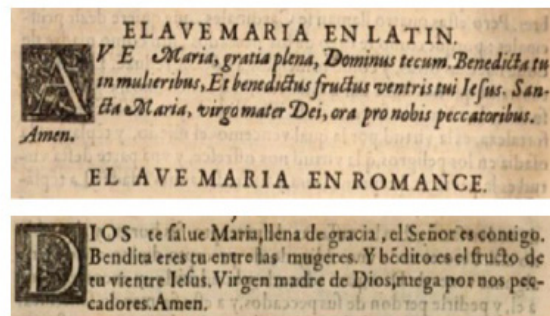 EL AVE MARIA EN LATIN.
AVE Maria, gratia plena, Dominus tecum. Benedicta tu
in mulieribus, Et benedictus fructus ventris tui Iesus. San-
cta Maria, virgo mater Dei, ora pro nobis peccatoribus.
Amen.
EL AVE MARIA EN ROMANCE.
DIOS te salue Maria, llena de gracia, el Señor es contigo.
Bendita eres tu entre las mugeres. Y bẽdito es el fructo de
tu vientre Iesus. Virgen madre de Dios, ruega por nos pec-
cadores. Amen.